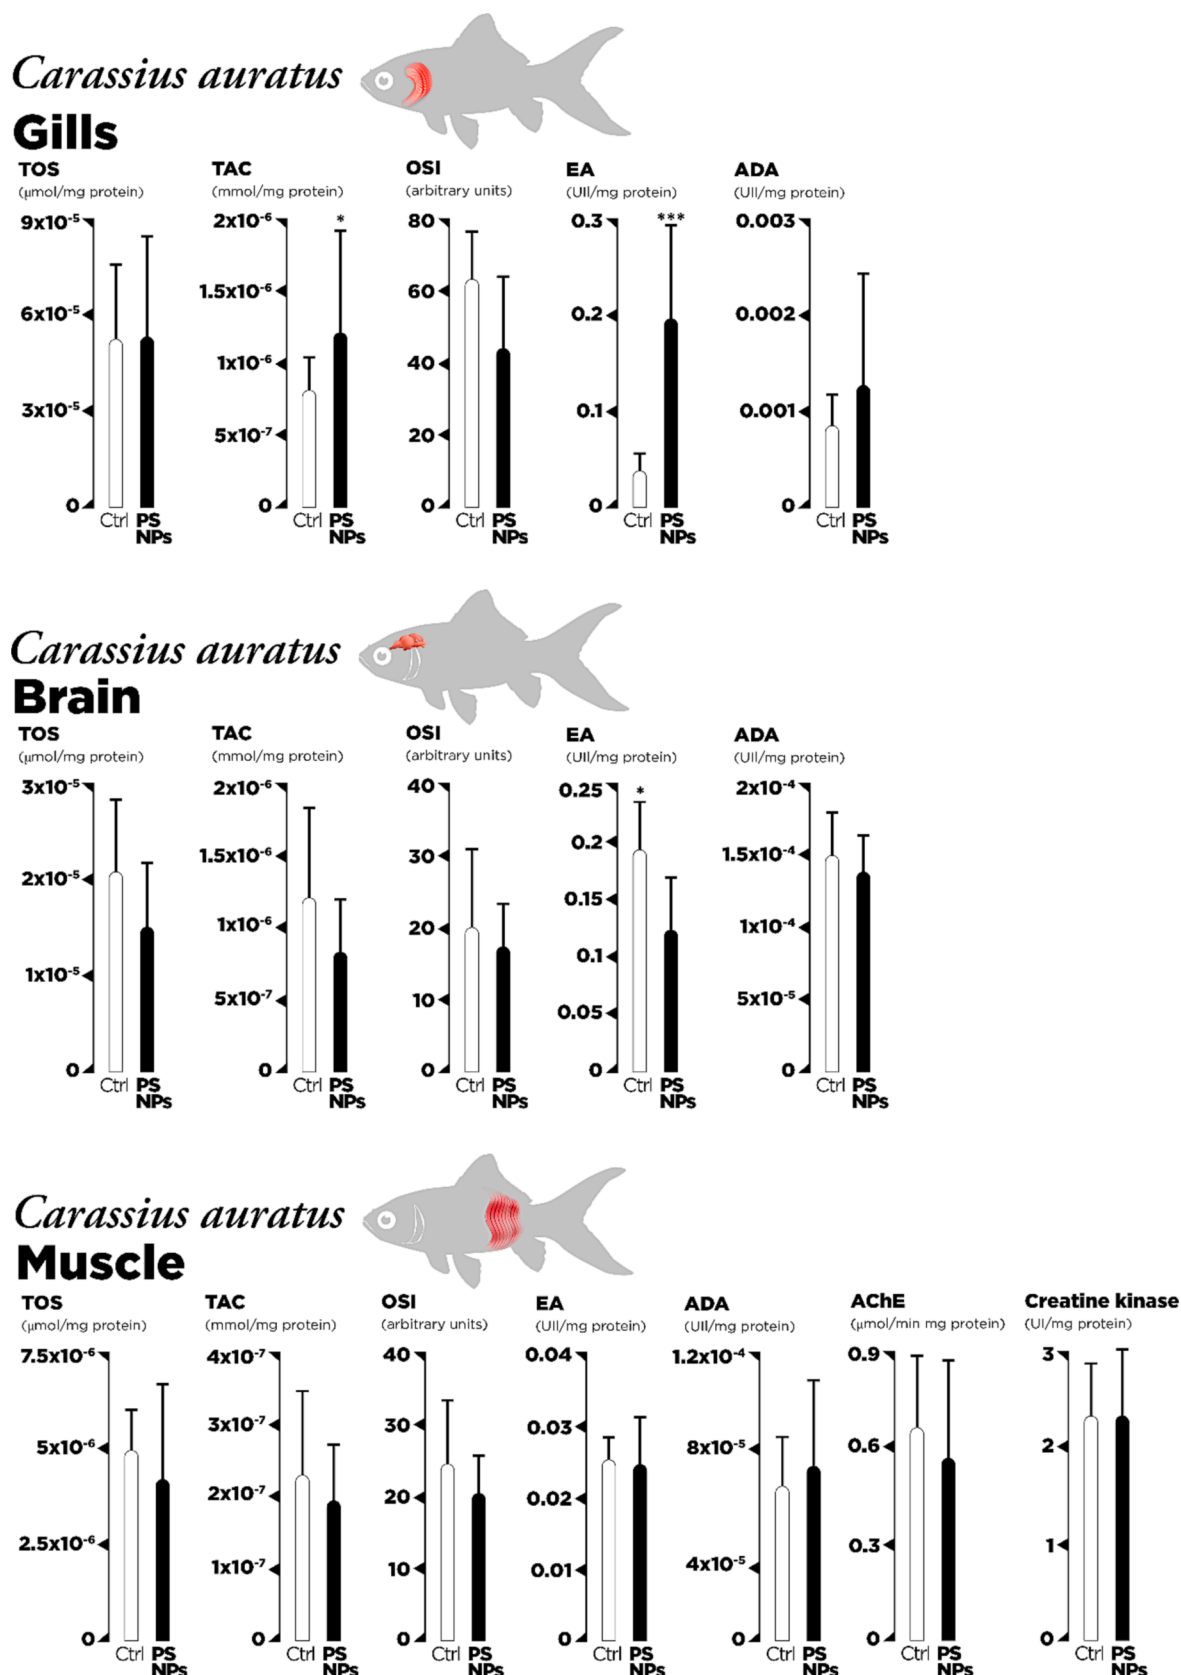 Carassius auratus
Gills
TOS TAC OSI EA ADA
(µmol/mg protein) (mmol/mg protein) (arbitrary units) (UII/mg protein) (UII/mg protein)
9x10⁻⁵ 2x10⁻⁶ * 80 0.3 *** 0.003
1.5x10⁻⁶
6x10⁻⁵ 60 0.2 0.002
1x10⁻⁶ 40
3x10⁻⁵ 0.1 0.001
5x10⁻⁷ 20
0 0 0 0 0
Ctrl PS Ctrl PS Ctrl PS Ctrl PS Ctrl PS
NPs NPs NPs NPs NPs
Carassius auratus
Brain
TOS TAC OSI EA ADA
(µmol/mg protein) (mmol/mg protein) (arbitrary units) (UII/mg protein) (UII/mg protein)
3x10⁻⁵ 2x10⁻⁶ 40 0.25 * 2x10⁻⁴
0.2
1.5x10⁻⁶ 30 1.5x10⁻⁴
2x10⁻⁵ 0.15
1x10⁻⁶ 20 1x10⁻⁴
0.1
1x10⁻⁵
5x10⁻⁷ 10 5x10⁻⁵
0.05
0 0 0 0 0
Ctrl PS Ctrl PS Ctrl PS Ctrl PS Ctrl PS
NPs NPs NPs NPs NPs
Carassius auratus
Muscle
TOS TAC OSI EA ADA AChE Creatine kinase
(µmol/mg protein) (mmol/mg protein) (arbitrary units) (UII/mg protein) (UII/mg protein) (µmol/min mg protein) (UI/mg protein)
7.5x10⁻⁶ 4x10⁻⁷ 40 0.04 1.2x10⁻⁴ 0.9 3
3x10⁻⁷ 30 0.03
5x10⁻⁶ 8x10⁻⁵ 0.6 2
2x10⁻⁷ 20 0.02
2.5x10⁻⁶ 0.3 1
1x10⁻⁷ 10 0.01 4x10⁻⁵
0 0 0 0 0 0 0
Ctrl PS Ctrl PS Ctrl PS Ctrl PS Ctrl PS Ctrl PS Ctrl PS
NPs NPs NPs NPs NPs NPs NPs